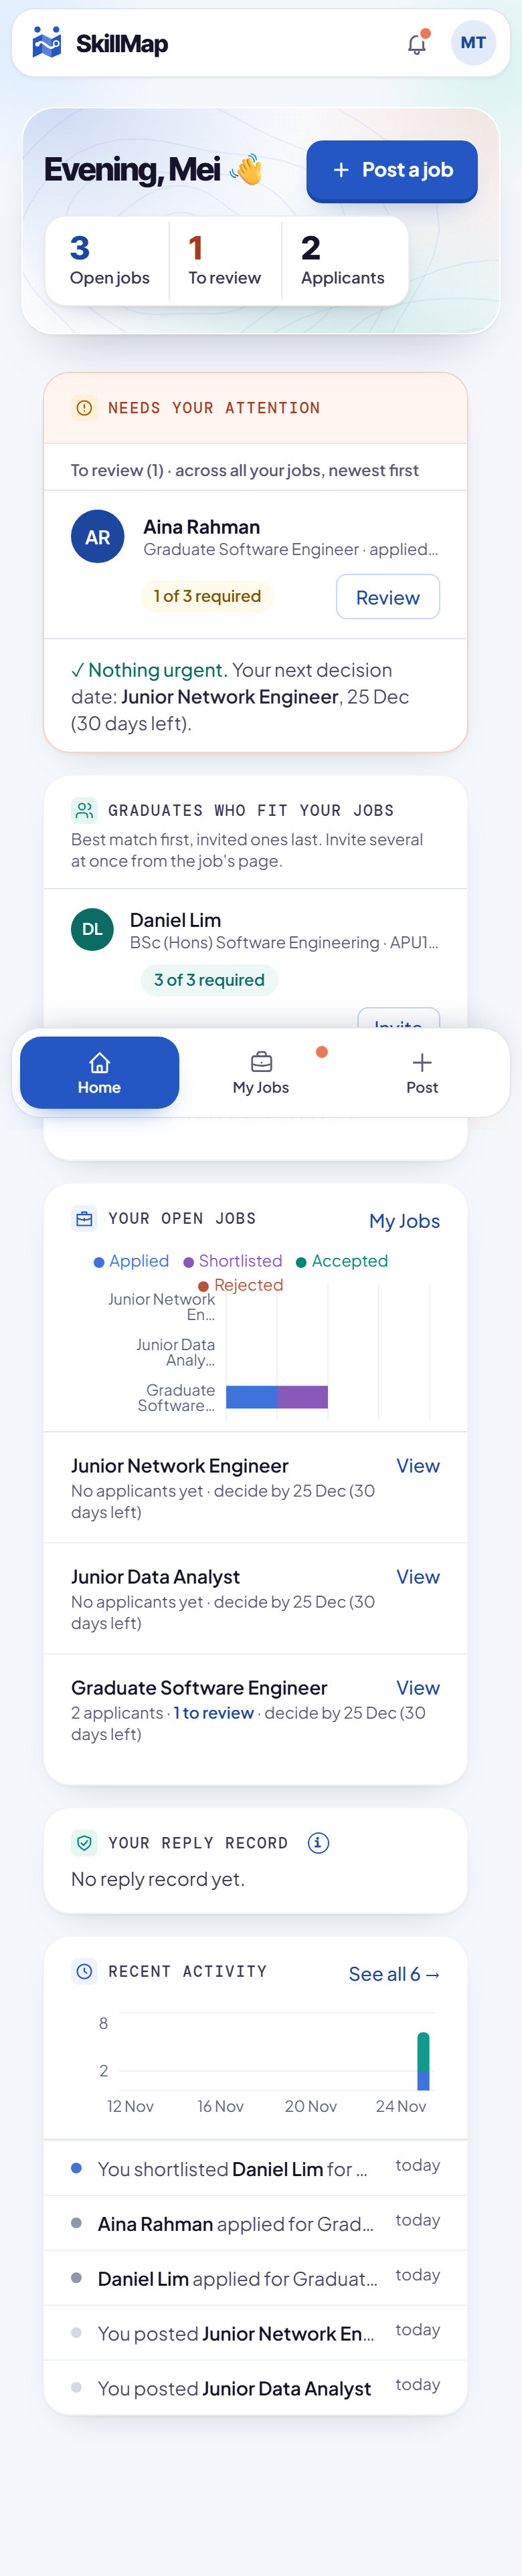 SkillMap
MT
Evening, Mei 👋
+ Post a job
3
Open jobs
1
To review
2
Applicants
NEEDS YOUR ATTENTION
To review (1) · across all your jobs, newest first
AR
Aina Rahman
Graduate Software Engineer · applied...
1 of 3 required
Review
✓ Nothing urgent. Your next decision
date: Junior Network Engineer, 25 Dec
(30 days left).
GRADUATES WHO FIT YOUR JOBS
Best match first, invited ones last. Invite several
at once from the job's page.
DL
Daniel Lim
BSc (Hons) Software Engineering · APU1...
3 of 3 required
Invite
Home
My Jobs
Post
YOUR OPEN JOBS
My Jobs
Applied
Shortlisted
Accepted
Rejected
Junior Network
En...
Junior Data
Analy...
Graduate
Software...
Junior Network Engineer
View
No applicants yet · decide by 25 Dec (30
days left)
Junior Data Analyst
View
No applicants yet · decide by 25 Dec (30
days left)
Graduate Software Engineer
View
2 applicants · 1 to review · decide by 25 Dec (30
days left)
YOUR REPLY RECORD
i
No reply record yet.
RECENT ACTIVITY
See all 6 →
8
2
12 Nov
16 Nov
20 Nov
24 Nov
You shortlisted Daniel Lim for ...
today
Aina Rahman applied for Grad...
today
Daniel Lim applied for Graduat...
today
You posted Junior Network En...
today
You posted Junior Data Analyst
today